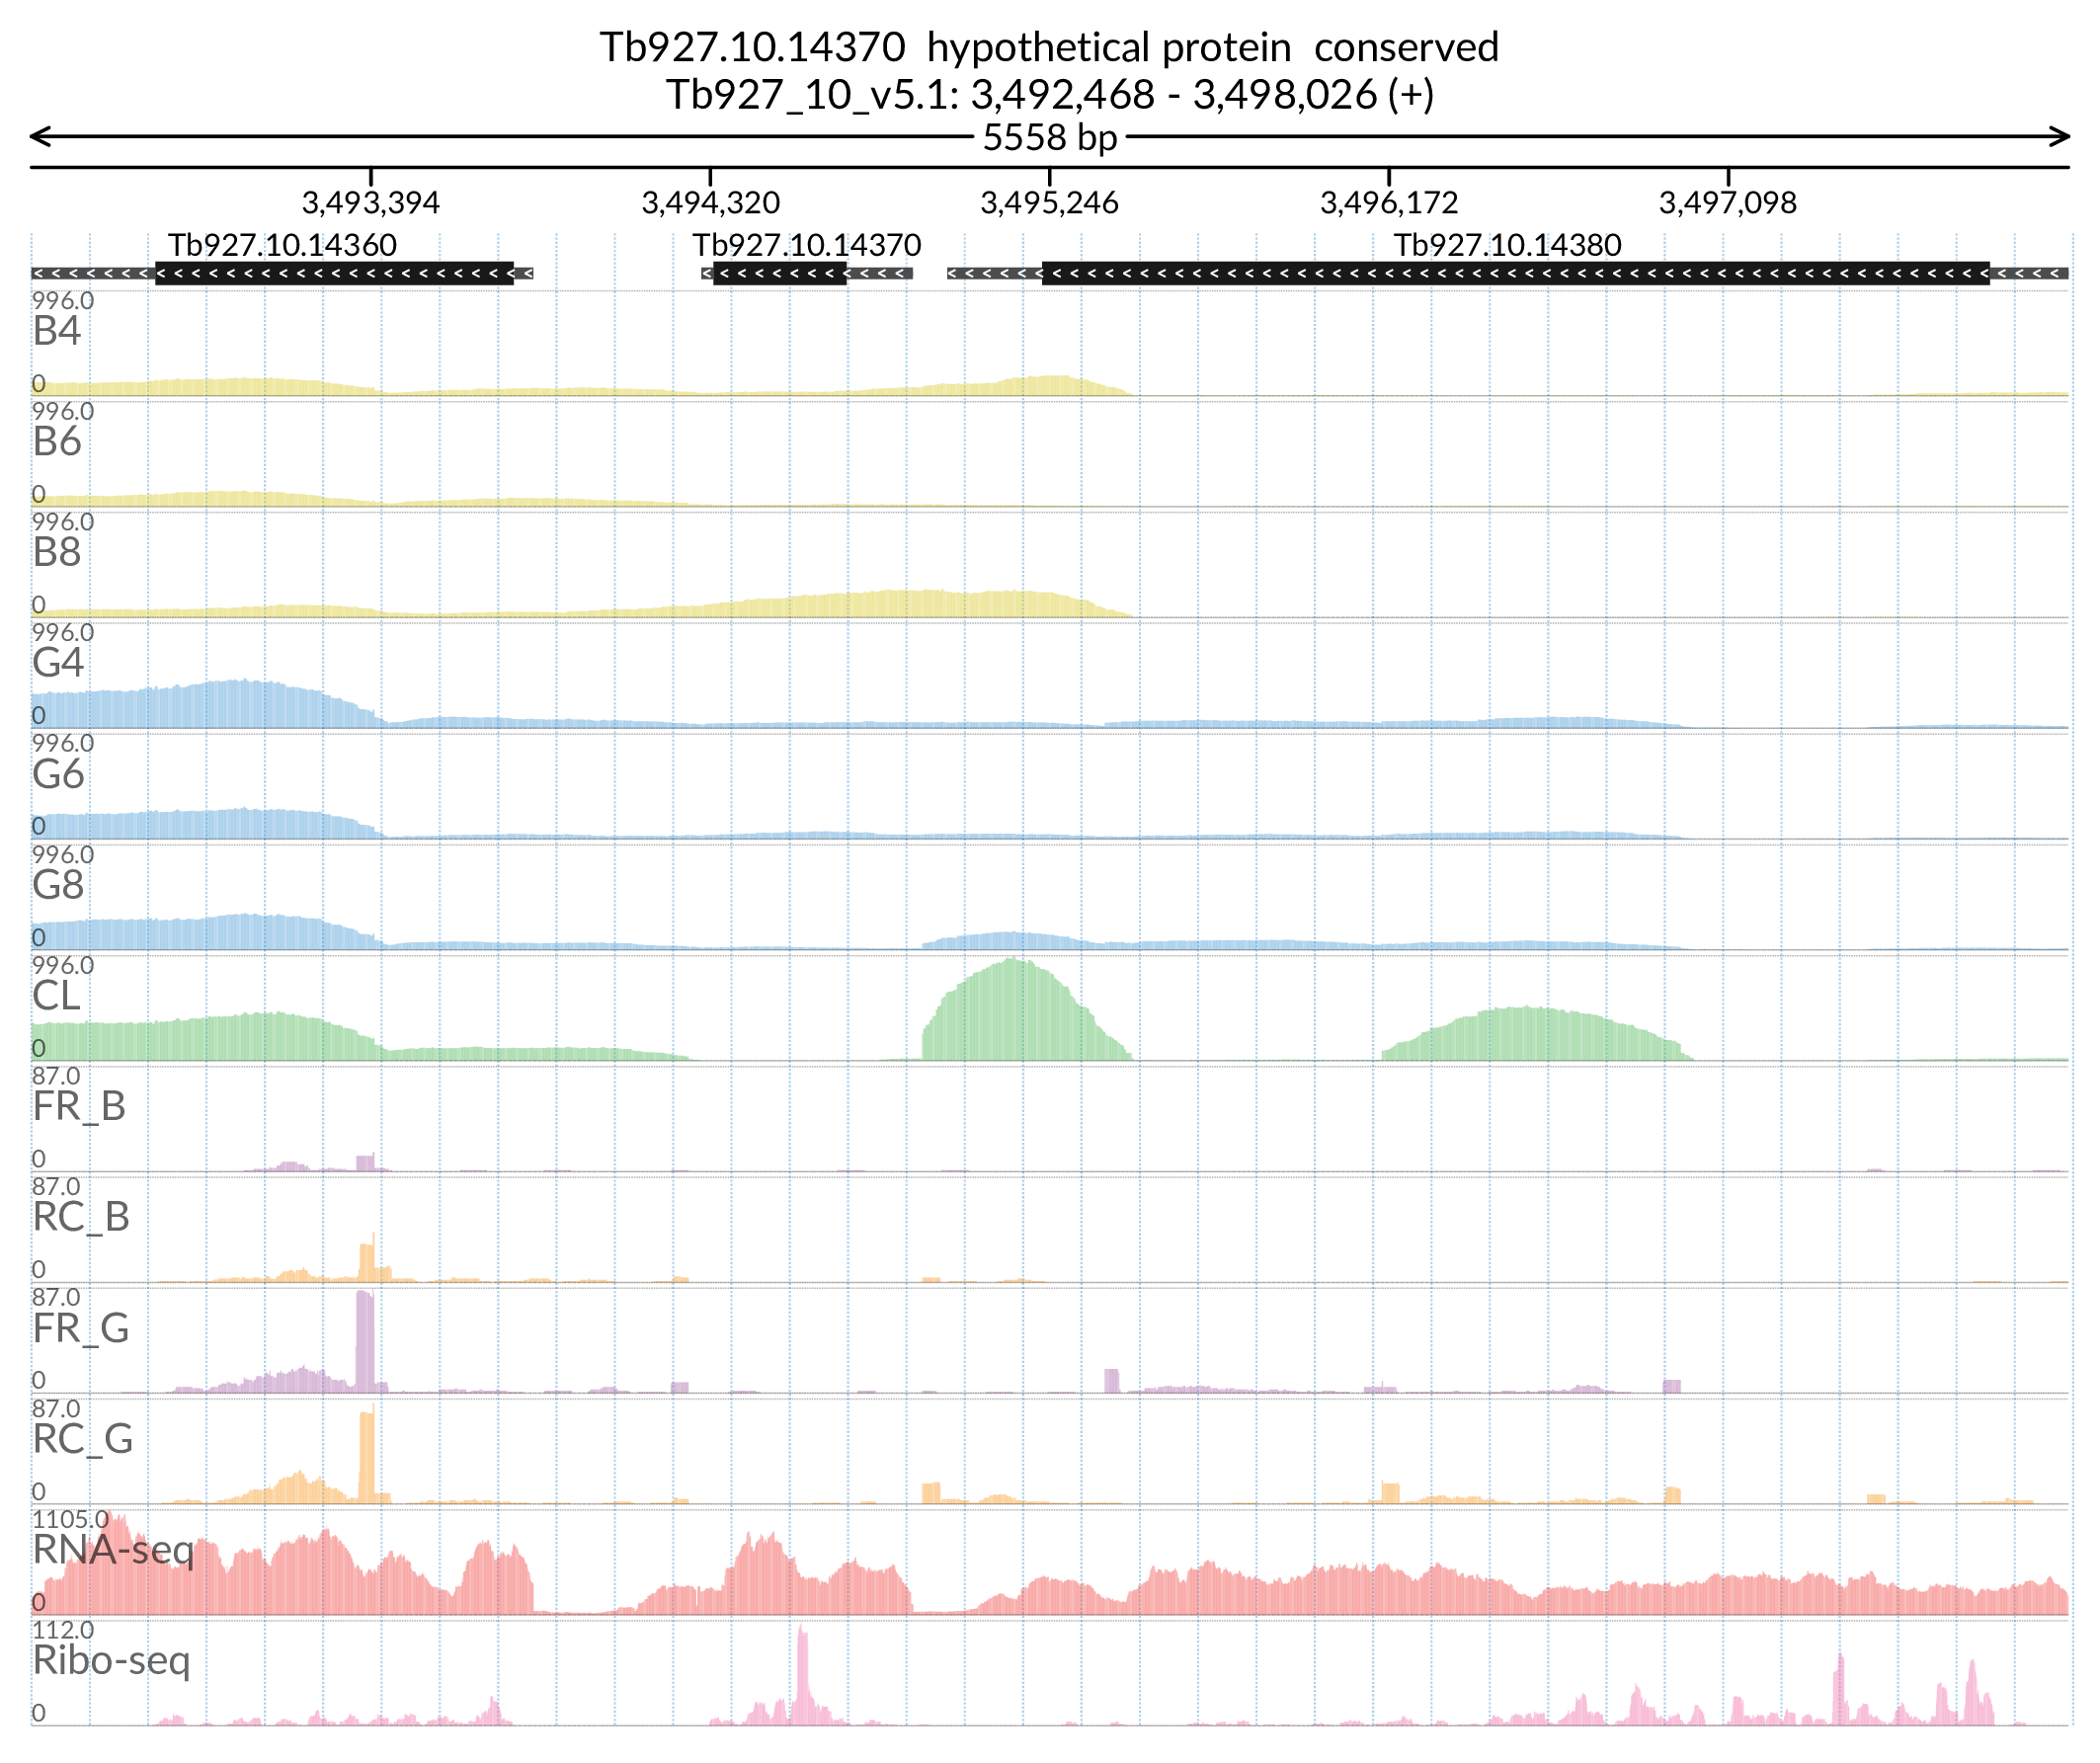 Tb927.10.14370 hypothetical protein conserved
Tb927_10_v5.1: 3,492,468 - 3,498,026 (+)
5558 bp
3,493,394 3,494,320 3,495,246 3,496,172 3,497,098
Tb927.10.14360 Tb927.10.14370 Tb927.10.14380
996.0
B4
0
996.0
B6
0
996.0
B8
0
996.0
G4
0
996.0
G6
0
996.0
G8
0
996.0
CL
0
87.0
FR_B
0
87.0
RC_B
0
87.0
FR_G
0
87.0
RC_G
0
1105.0
RNA-seq
0
112.0
Ribo-seq
0